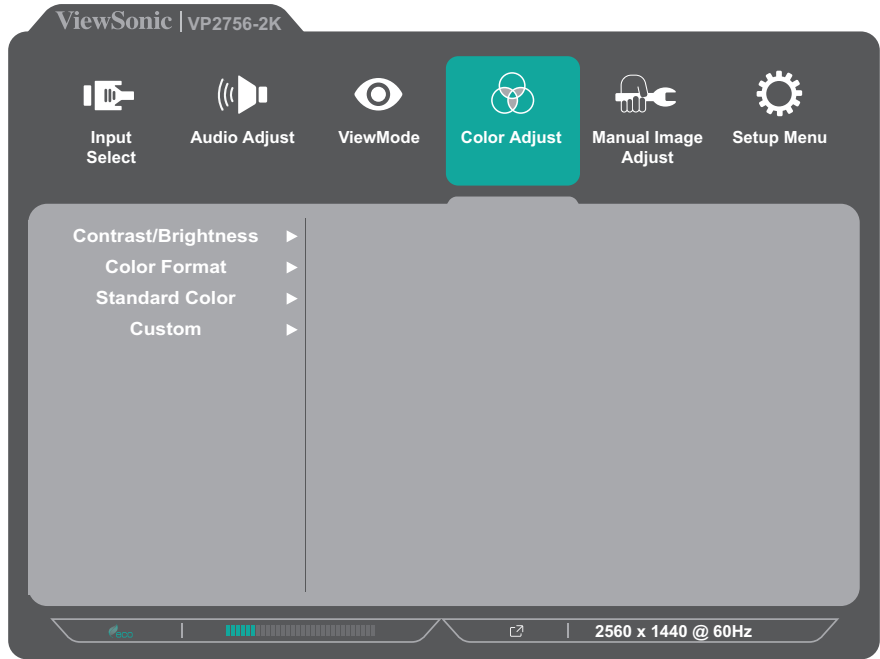 ViewSonic | VP2756-2K
Input
Select
Audio Adjust
ViewMode
Color Adjust
Manual Image
Adjust
Setup Menu
Contrast/Brightness
Color Format
Standard Color
Custom
eco
2560 x 1440 @ 60Hz